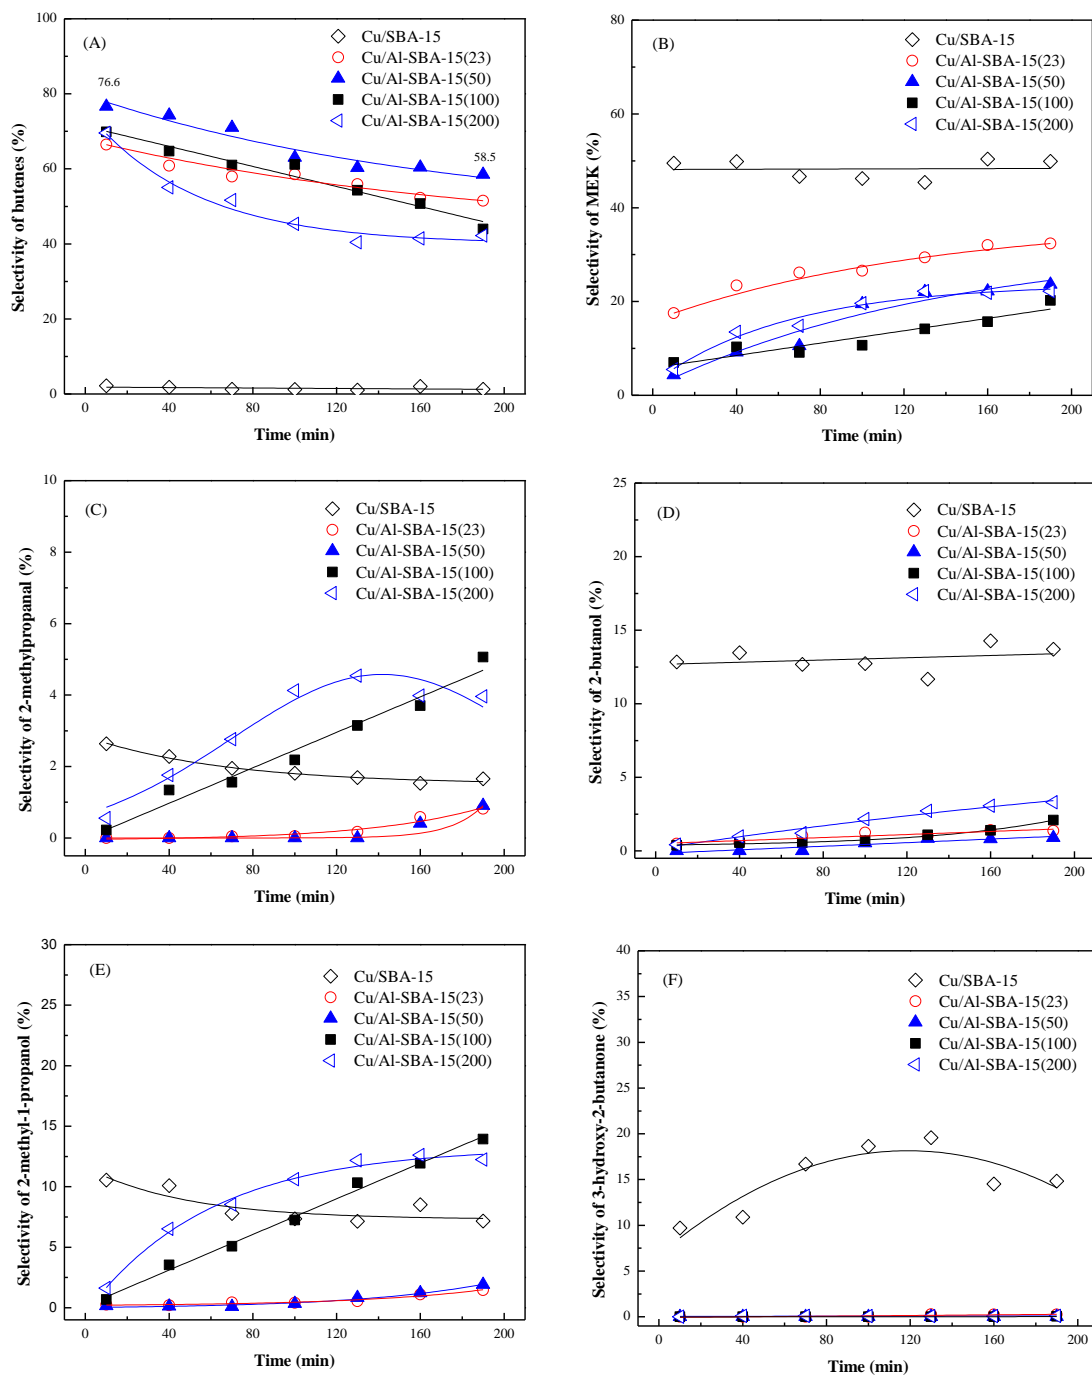 (A)
Cu/SBA-15
Cu/Al-SBA-15(23)
Cu/Al-SBA-15(50)
Cu/Al-SBA-15(100)
Cu/Al-SBA-15(200)
76.6
58.5
100
80
60
40
20
0
Selectivity of butenes (%)
0 40 80 120 160 200
Time (min)
(B)
Cu/SBA-15
Cu/Al-SBA-15(23)
Cu/Al-SBA-15(50)
Cu/Al-SBA-15(100)
Cu/Al-SBA-15(200)
80
60
40
20
0
Selectivity of MEK (%)
0 40 80 120 160 200
Time (min)
(C)
Cu/SBA-15
Cu/Al-SBA-15(23)
Cu/Al-SBA-15(50)
Cu/Al-SBA-15(100)
Cu/Al-SBA-15(200)
10
8
6
4
2
0
Selectivity of 2-methylpropanal (%)
0 40 80 120 160 200
Time (min)
(D)
Cu/SBA-15
Cu/Al-SBA-15(23)
Cu/Al-SBA-15(50)
Cu/Al-SBA-15(100)
Cu/Al-SBA-15(200)
25
20
15
10
5
0
Selectivity of 2-butanol (%)
0 40 80 120 160 200
Time (min)
(E)
Cu/SBA-15
Cu/Al-SBA-15(23)
Cu/Al-SBA-15(50)
Cu/Al-SBA-15(100)
Cu/Al-SBA-15(200)
30
25
20
15
10
5
0
Selectivity of 2-methyl-1-propanol (%)
0 40 80 120 160 200
Time (min)
(F)
Cu/SBA-15
Cu/Al-SBA-15(23)
Cu/Al-SBA-15(50)
Cu/Al-SBA-15(100)
Cu/Al-SBA-15(200)
40
35
30
25
20
15
10
5
0
Selectivity of 3-hydroxy-2-butanone (%)
0 40 80 120 160 200
Time (min)